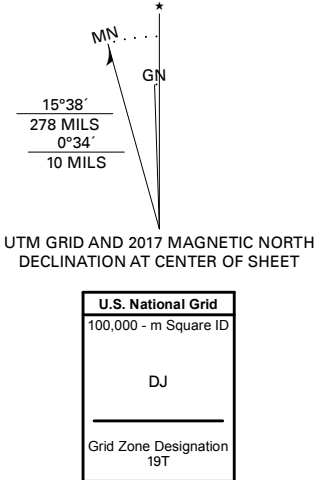 ★
MN
GN
15°38´
278 MILS
0°34´
10 MILS
UTM GRID AND 2017 MAGNETIC NORTH
DECLINATION AT CENTER OF SHEET
U.S. National Grid
100,000 - m Square ID
DJ
Grid Zone Designation
19T